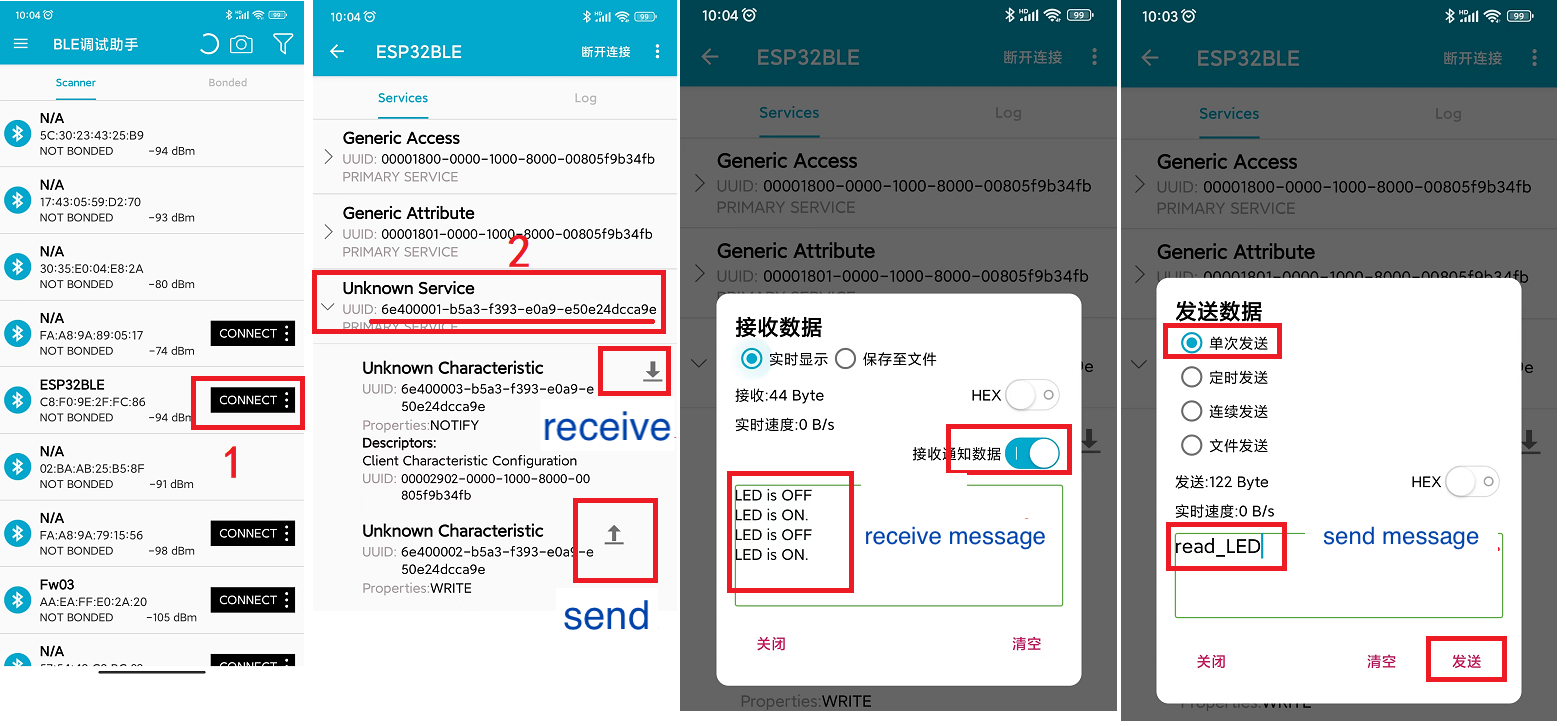 10:04
HD
99
BLE调试助手
Scanner
Bonded
N/A
5C:30:23:43:25:B9
NOT BONDED -94 dBm
N/A
17:43:05:59:D2:70
NOT BONDED -93 dBm
N/A
30:35:E0:04:E8:2A
NOT BONDED -80 dBm
N/A
FA:A8:9A:89:05:17
NOT BONDED -74 dBm
CONNECT
ESP32BLE
C8:F0:9E:2F:FC:86
NOT BONDED -94 dBm
CONNECT
1
N/A
02:BA:AB:25:B5:8F
NOT BONDED -91 dBm
N/A
FA:A8:9A:79:15:56
NOT BONDED -98 dBm
CONNECT
Fw03
AA:EA:FF:E0:2A:20
NOT BONDED -105 dBm
CONNECT
N/A
CONNECT
10:04
HD
99
ESP32BLE
断开连接
Services
Log
Generic Access
UUID: 00001800-0000-1000-8000-00805f9b34fb
PRIMARY SERVICE
Generic Attribute
UUID: 00001801-0000-1000-8000-00805f9b34fb
PRIMARY SERVICE
2
Unknown Service
UUID: 6e400001-b5a3-f393-e0a9-e50e24dcca9e
PRIMARY SERVICE
Unknown Characteristic
UUID: 6e400003-b5a3-f393-e0a9-e
50e24dcca9e
Properties:NOTIFY
receive
Descriptors:
Client Characteristic Configuration
UUID: 00002902-0000-1000-8000-00
805f9b34fb
Unknown Characteristic
UUID: 6e400002-b5a3-f393-e0a9-e
50e24dcca9e
Properties:WRITE
send
10:04
HD
99
ESP32BLE
断开连接
Services
Log
Generic Access
UUID: 00001800-0000-1000-8000-00805f9b34fb
PRIMARY SERVICE
Generic Attribute
UUID: 00001801-0000-1000-8000-00805f9b34fb
接收数据
实时显示 保存至文件
接收:44 Byte
HEX
实时速度:0 B/s
接收通知数据
LED is OFF
LED is ON.
LED is OFF
LED is ON.
receive message
关闭
清空
9e
Properties:WRITE
10:03
HD
99
ESP32BLE
断开连接
Services
Log
Generic Access
UUID: 00001800-0000-1000-8000-00805f9b34fb
PRIMARY SERVICE
Generic Attribute
UUID: 00001801-0000-1000-8000-00805f9b34fb
发送数据
单次发送
定时发送
连续发送
文件发送
发送:122 Byte
HEX
实时速度:0 B/s
read_LED
send message
关闭
清空
发送
9e
Properties:WRITE